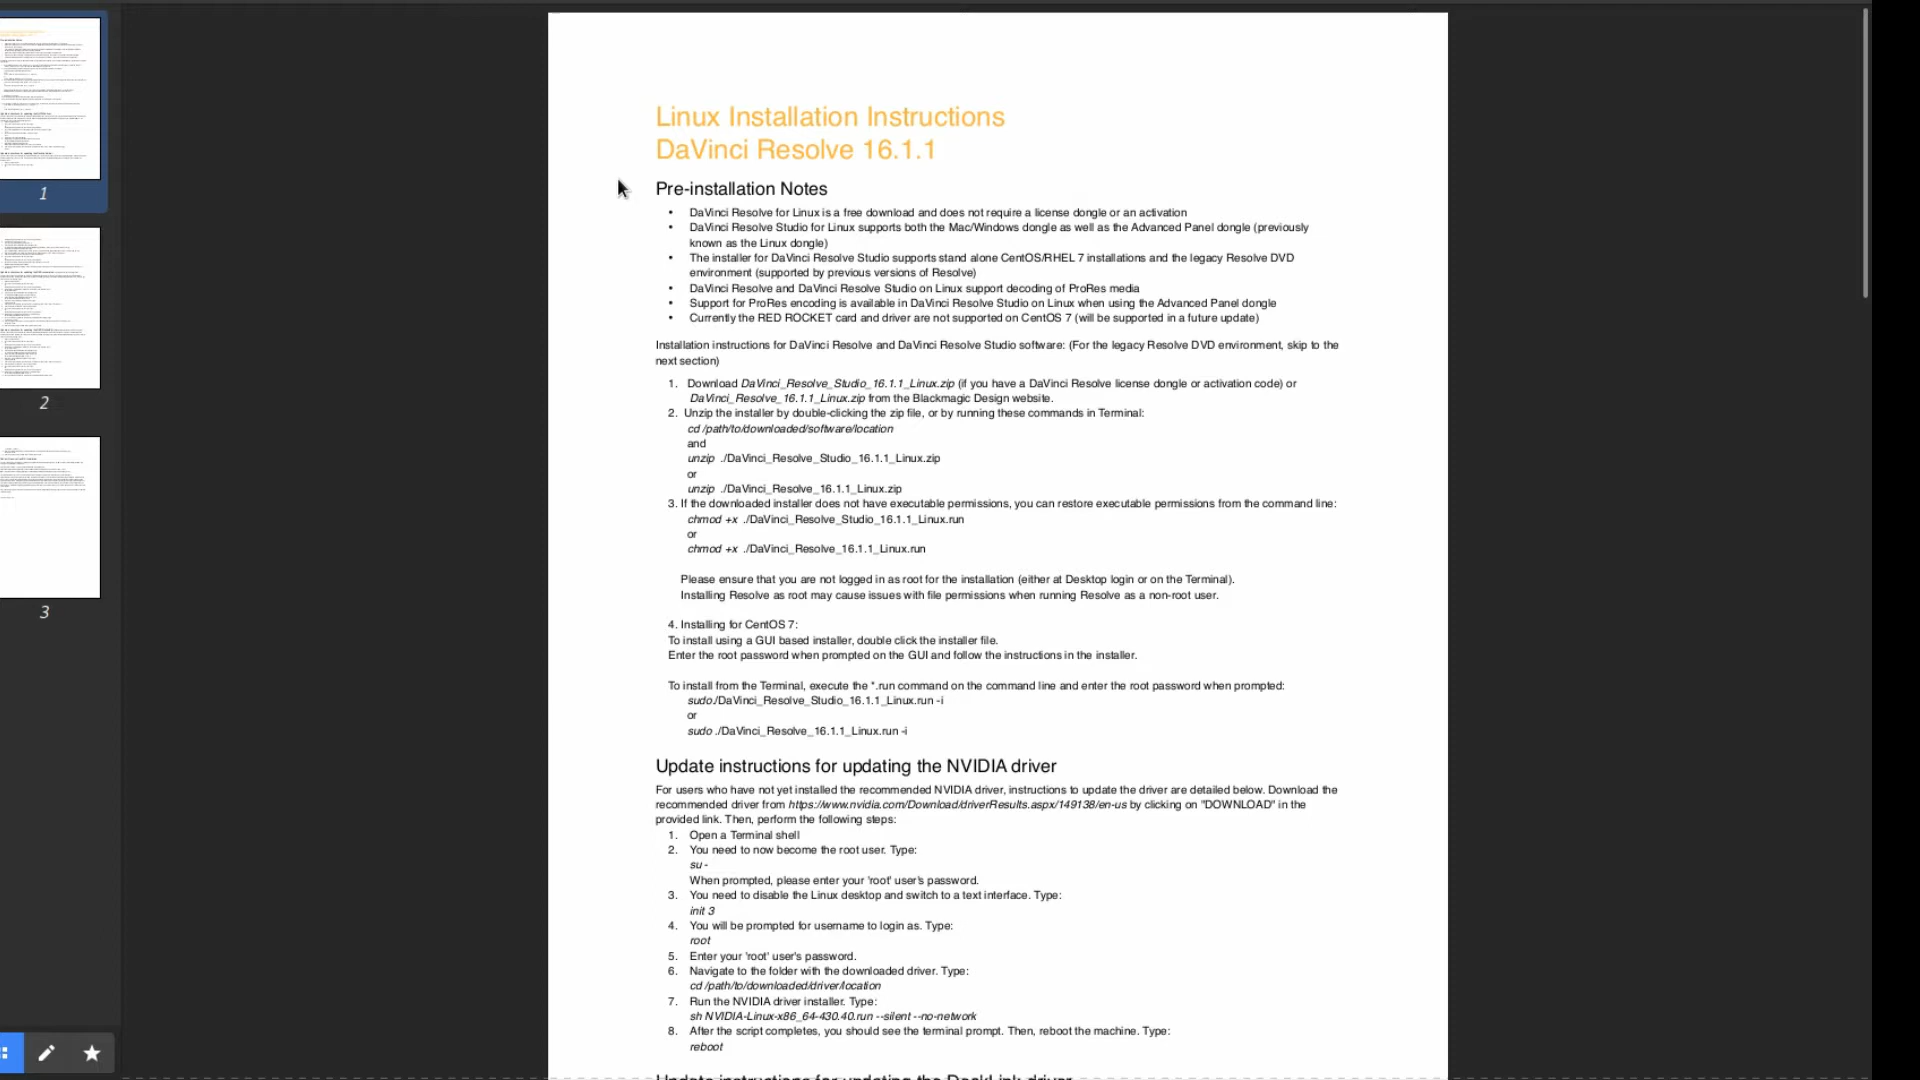 Linux Installation Instructions
DaVinci Resolve 16.1.1
Pre-installation Notes
• DaVinci Resolve for Linux is a free download and does not require a license dongle or an activation
• DaVinci Resolve Studio for Linux supports both the Mac/Windows dongle as well as the Advanced Panel dongle (previously
known as the Linux dongle)
• The installer for DaVinci Resolve Studio supports stand alone CentOS/RHEL 7 installations and the legacy Resolve DVD
environment (supported by previous versions of Resolve)
• DaVinci Resolve and DaVinci Resolve Studio on Linux support decoding of ProRes media
• Support for ProRes encoding is available in DaVinci Resolve Studio on Linux when using the Advanced Panel dongle
• Currently the RED ROCKET card and driver are not supported on CentOS 7 (will be supported in a future update)
Installation instructions for DaVinci Resolve and DaVinci Resolve Studio software: (For the legacy Resolve DVD environment, skip to the
next section)
1. Download DaVinci_Resolve_Studio_16.1.1_Linux.zip (if you have a DaVinci Resolve license dongle or activation code) or
DaVinci_Resolve_16.1.1_Linux.zip from the Blackmagic Design website.
2. Unzip the installer by double-clicking the zip file, or by running these commands in Terminal:
cd /path/to/downloaded/software/location
and
unzip ./DaVinci_Resolve_Studio_16.1.1_Linux.zip
or
unzip ./DaVinci_Resolve_16.1.1_Linux.zip
3. If the downloaded installer does not have executable permissions, you can restore executable permissions from the command line:
chmod +x ./DaVinci_Resolve_Studio_16.1.1_Linux.run
or
chmod +x ./DaVinci_Resolve_16.1.1_Linux.run
Please ensure that you are not logged in as root for the installation (either at Desktop login or on the Terminal).
Installing Resolve as root may cause issues with file permissions when running Resolve as a non-root user.
4. Installing for CentOS 7:
To install using a GUI based installer, double click the installer file.
Enter the root password when prompted on the GUI and follow the instructions in the installer.
To install from the Terminal, execute the *.run command on the command line and enter the root password when prompted:
sudo./DaVinci_Resolve_Studio_16.1.1_Linux.run -i
or
sudo ./DaVinci_Resolve_16.1.1_Linux.run -i
Update instructions for updating the NVIDIA driver
For users who have not yet installed the recommended NVIDIA driver, instructions to update the driver are detailed below. Download the
recommended driver from https://www.nvidia.com/Download/driverResults.aspx/149138/en-us by clicking on "DOWNLOAD" in the
provided link. Then, perform the following steps:
1. Open a Terminal shell
2. You need to now become the root user. Type:
su -
When prompted, please enter your 'root' user's password.
3. You need to disable the Linux desktop and switch to a text interface. Type:
init 3
4. You will be prompted for username to login as. Type:
root
5. Enter your 'root' user's password.
6. Navigate to the folder with the downloaded driver. Type:
cd /path/to/downloaded/driver/location
7. Run the NVIDIA driver installer. Type:
sh NVIDIA-Linux-x86_64-430.40.run --silent --no-network
8. After the script completes, you should see the terminal prompt. Then, reboot the machine. Type:
reboot
Update instructions for updating the DeckLink driver
1
2
3